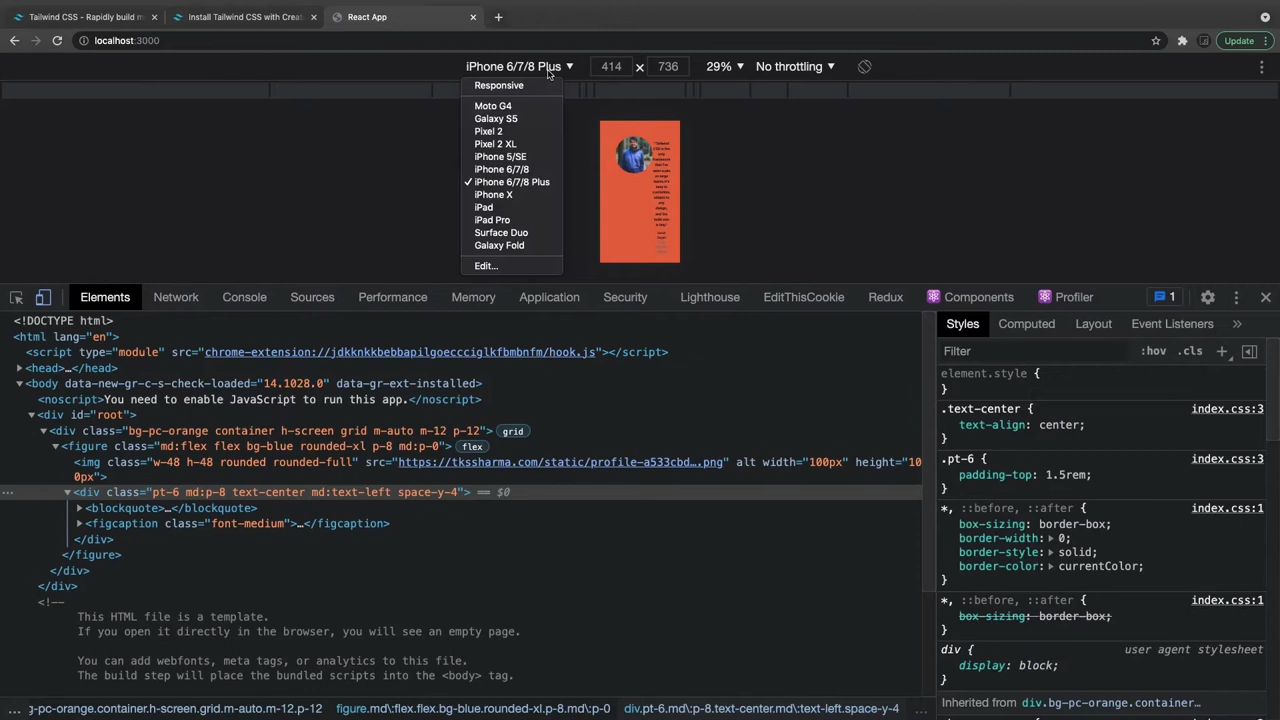 Tailwind CSS - Rapidly build m
Install Tailwind CSS with Creat
React App
localhost:3000
Update
iPhone 6/7/8 Plus
414
736
29%
No throttling
Responsive
Moto G4
Galaxy S5
Pixel 2
Pixel 2 XL
iPhone 5/SE
iPhone 6/7/8
✓ iPhone 6/7/8 Plus
iPhone X
iPad
iPad Pro
Surface Duo
Galaxy Fold
Edit...
Elements
Network
Console
Sources
Performance
Memory
Application
Security
Lighthouse
EditThisCookie
Redux
Components
Profiler
1
<!DOCTYPE html>
<html lang="en">
<script type="module" src="chrome-extension://jdkknkkbebbapilgoeccciglkfbmbnfm/hook.js"></script>
<head>…</head>
<body data-new-gr-c-s-check-loaded="14.1028.0" data-gr-ext-installed>
<noscript>You need to enable JavaScript to run this app.</noscript>
<div id="root">
<div class="bg-pc-orange container h-screen grid m-auto m-12 p-12"> grid
<figure class="md:flex flex bg-blue rounded-xl p-8 md:p-0"> flex
<img class="w-48 h-48 rounded rounded-full" src="https://tkssharma.com/static/profile-a533cbd….png" alt width="100px" height="10
0px">
<div class="pt-6 md:p-8 text-center md:text-left space-y-4"> == $0
<blockquote>…</blockquote>
<figcaption class="font-medium">…</figcaption>
</div>
</figure>
</div>
</div>
<!--
This HTML file is a template.
If you open it directly in the browser, you will see an empty page.
You can add webfonts, meta tags, or analytics to this file.
The build step will place the bundled scripts into the <body> tag.
... g-pc-orange.container.h-screen.grid.m-auto.m-12.p-12
figure.md\:flex.flex.bg-blue.rounded-xl.p-8.md\:p-0
div.pt-6.md\:p-8.text-center.md\:text-left.space-y-4
...
Styles
Computed
Layout
Event Listeners
Filter
:hov
.cls
element.style {
}
.text-center {
index.css:3
text-align: center;
}
.pt-6 {
index.css:3
padding-top: 1.5rem;
}
*, ::before, ::after {
index.css:1
box-sizing: border-box;
border-width: 0;
border-style: solid;
border-color: currentColor;
}
*, ::before, ::after {
index.css:1
box-sizing: border-box;
}
div {
user agent stylesheet
display: block;
}
Inherited from div.bg-pc-orange.container…